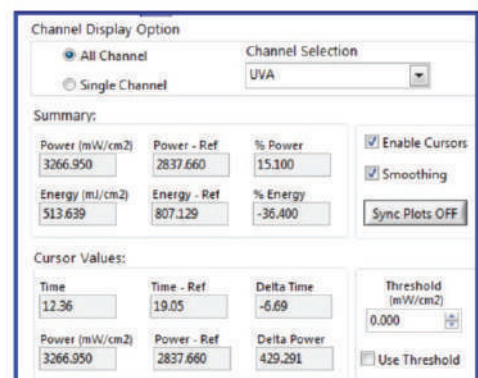 Channel Display Option
All Channel
Channel Selection
Single Channel
UVA
Summary:
Power (mW/cm2) Power - Ref % Power
3266.950 2837.660 15.100
Enable Cursors
Smoothing
Energy (mJ/cm2) Energy - Ref % Energy
513.639 807.129 -36.400
Sync Plots OFF
Cursor Values:
Time Time - Ref Delta Time
12.36 19.05 -6.69
Threshold
(mW/cm2)
0.000
Power (mW/cm2) Power - Ref Delta Power
3266.950 2837.660 429.291
Use Threshold